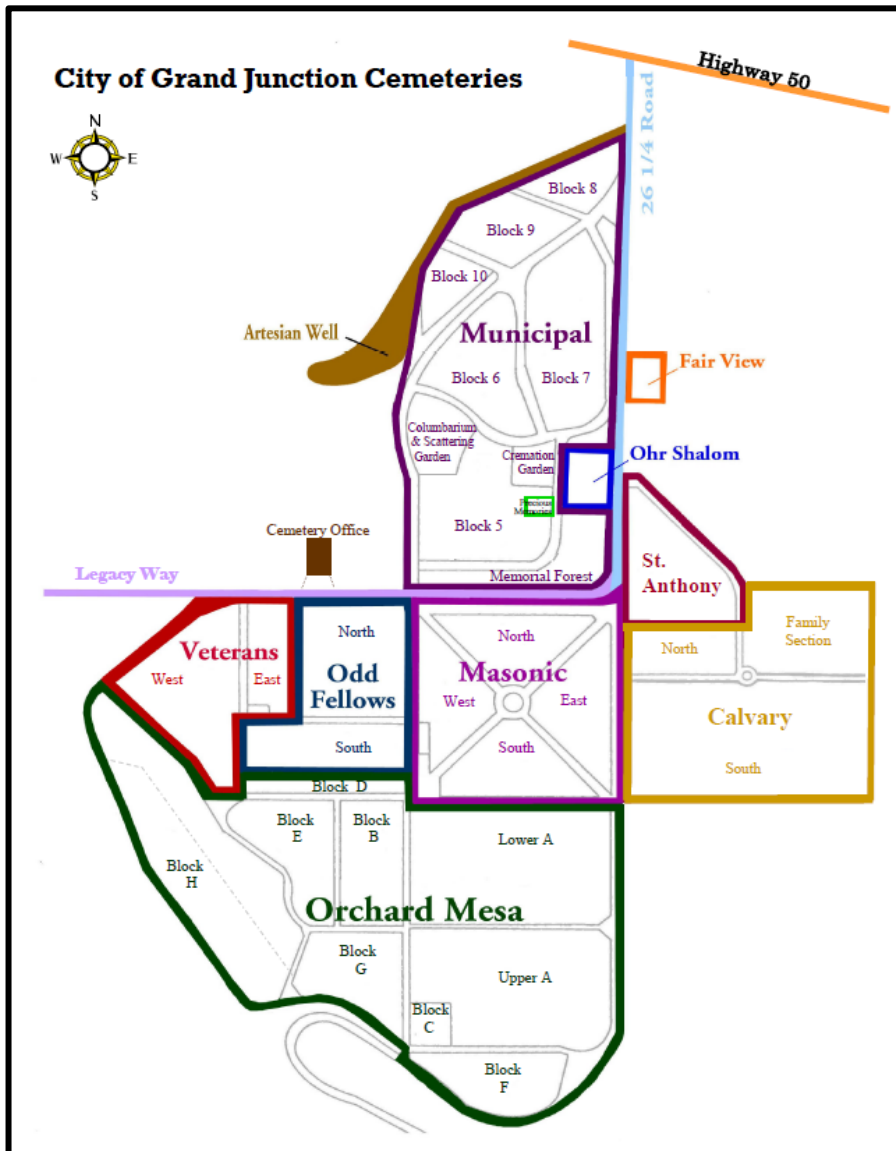 City of Grand Junction Cemeteries
Highway 50
N
W
E
S
26 1/4 Road
Block 8
Block 9
Block 10
Artesian Well
Municipal
Fair View
Block 6
Block 7
Columbarium
& Scattering
Garden
Cremation
Garden
Ohr Shalom
Precious
Memories
Block 5
Cemetery Office
St.
Anthony
Legacy Way
Memorial Forest
Veterans
West
East
North
Odd
Fellows
South
North
Masonic
West
East
South
North
Family
Section
Calvary
South
Block D
Block
E
Block
B
Lower A
Block
H
Orchard Mesa
Block
G
Upper A
Block
C
Block
F